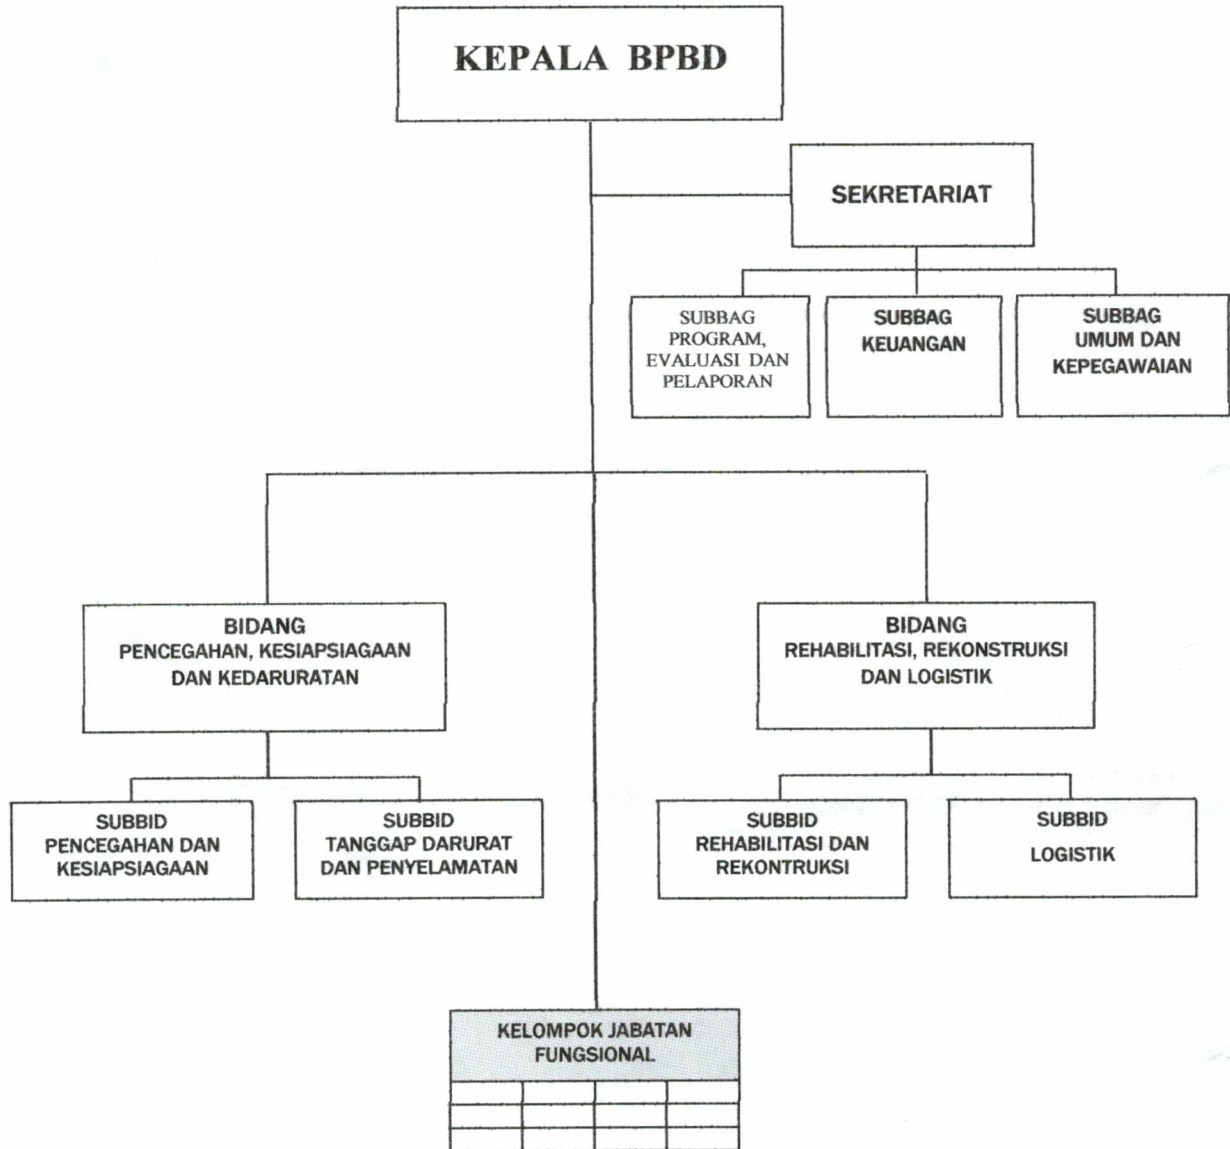 KEPALA BPBD
SEKRETARIAT
SUBBAG
PROGRAM,
EVALUASI DAN
PELAPORAN
SUBBAG
KEUANGAN
SUBBAG
UMUM DAN
KEPEGAWAIAN
BIDANG
PENCEGAHAN, KESIAPSIAGAAN
DAN KEDARURATAN
BIDANG
REHABILITASI, REKONSTRUKSI
DAN LOGISTIK
SUBBID
PENCEGAHAN DAN
KESIAPSIAGAAN
SUBBID
TANGGAP DARURAT
DAN PENYELAMATAN
SUBBID
REHABILITASI DAN
REKONTRUKSI
SUBBID
LOGISTIK
KELOMPOK JABATAN
FUNGSIONAL